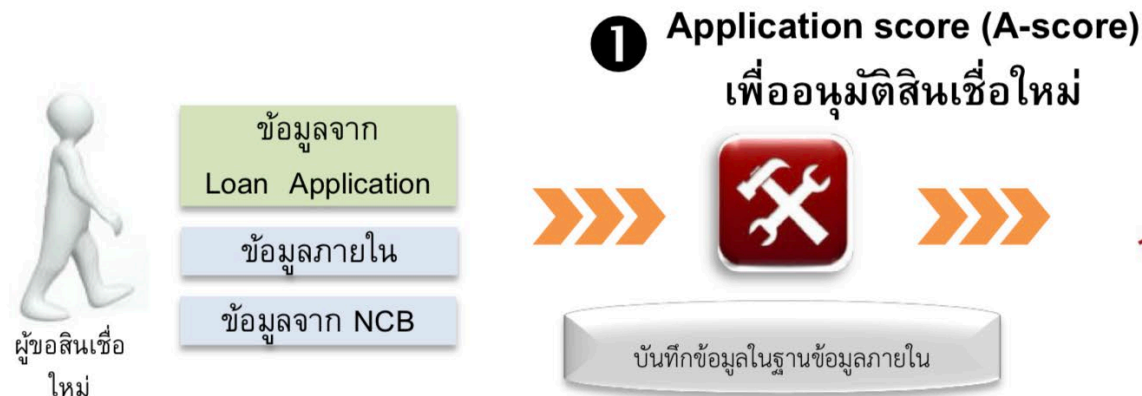 ❶ Application score (A-score)
เพื่ออนุมัติสินเชื่อใหม่
ข้อมูลจาก
Loan Application
ข้อมูลภายใน
ข้อมูลจาก NCB
ผู้ขอสินเชื่อ
ใหม่
บันทึกข้อมูลในฐานข้อมูลภายใน